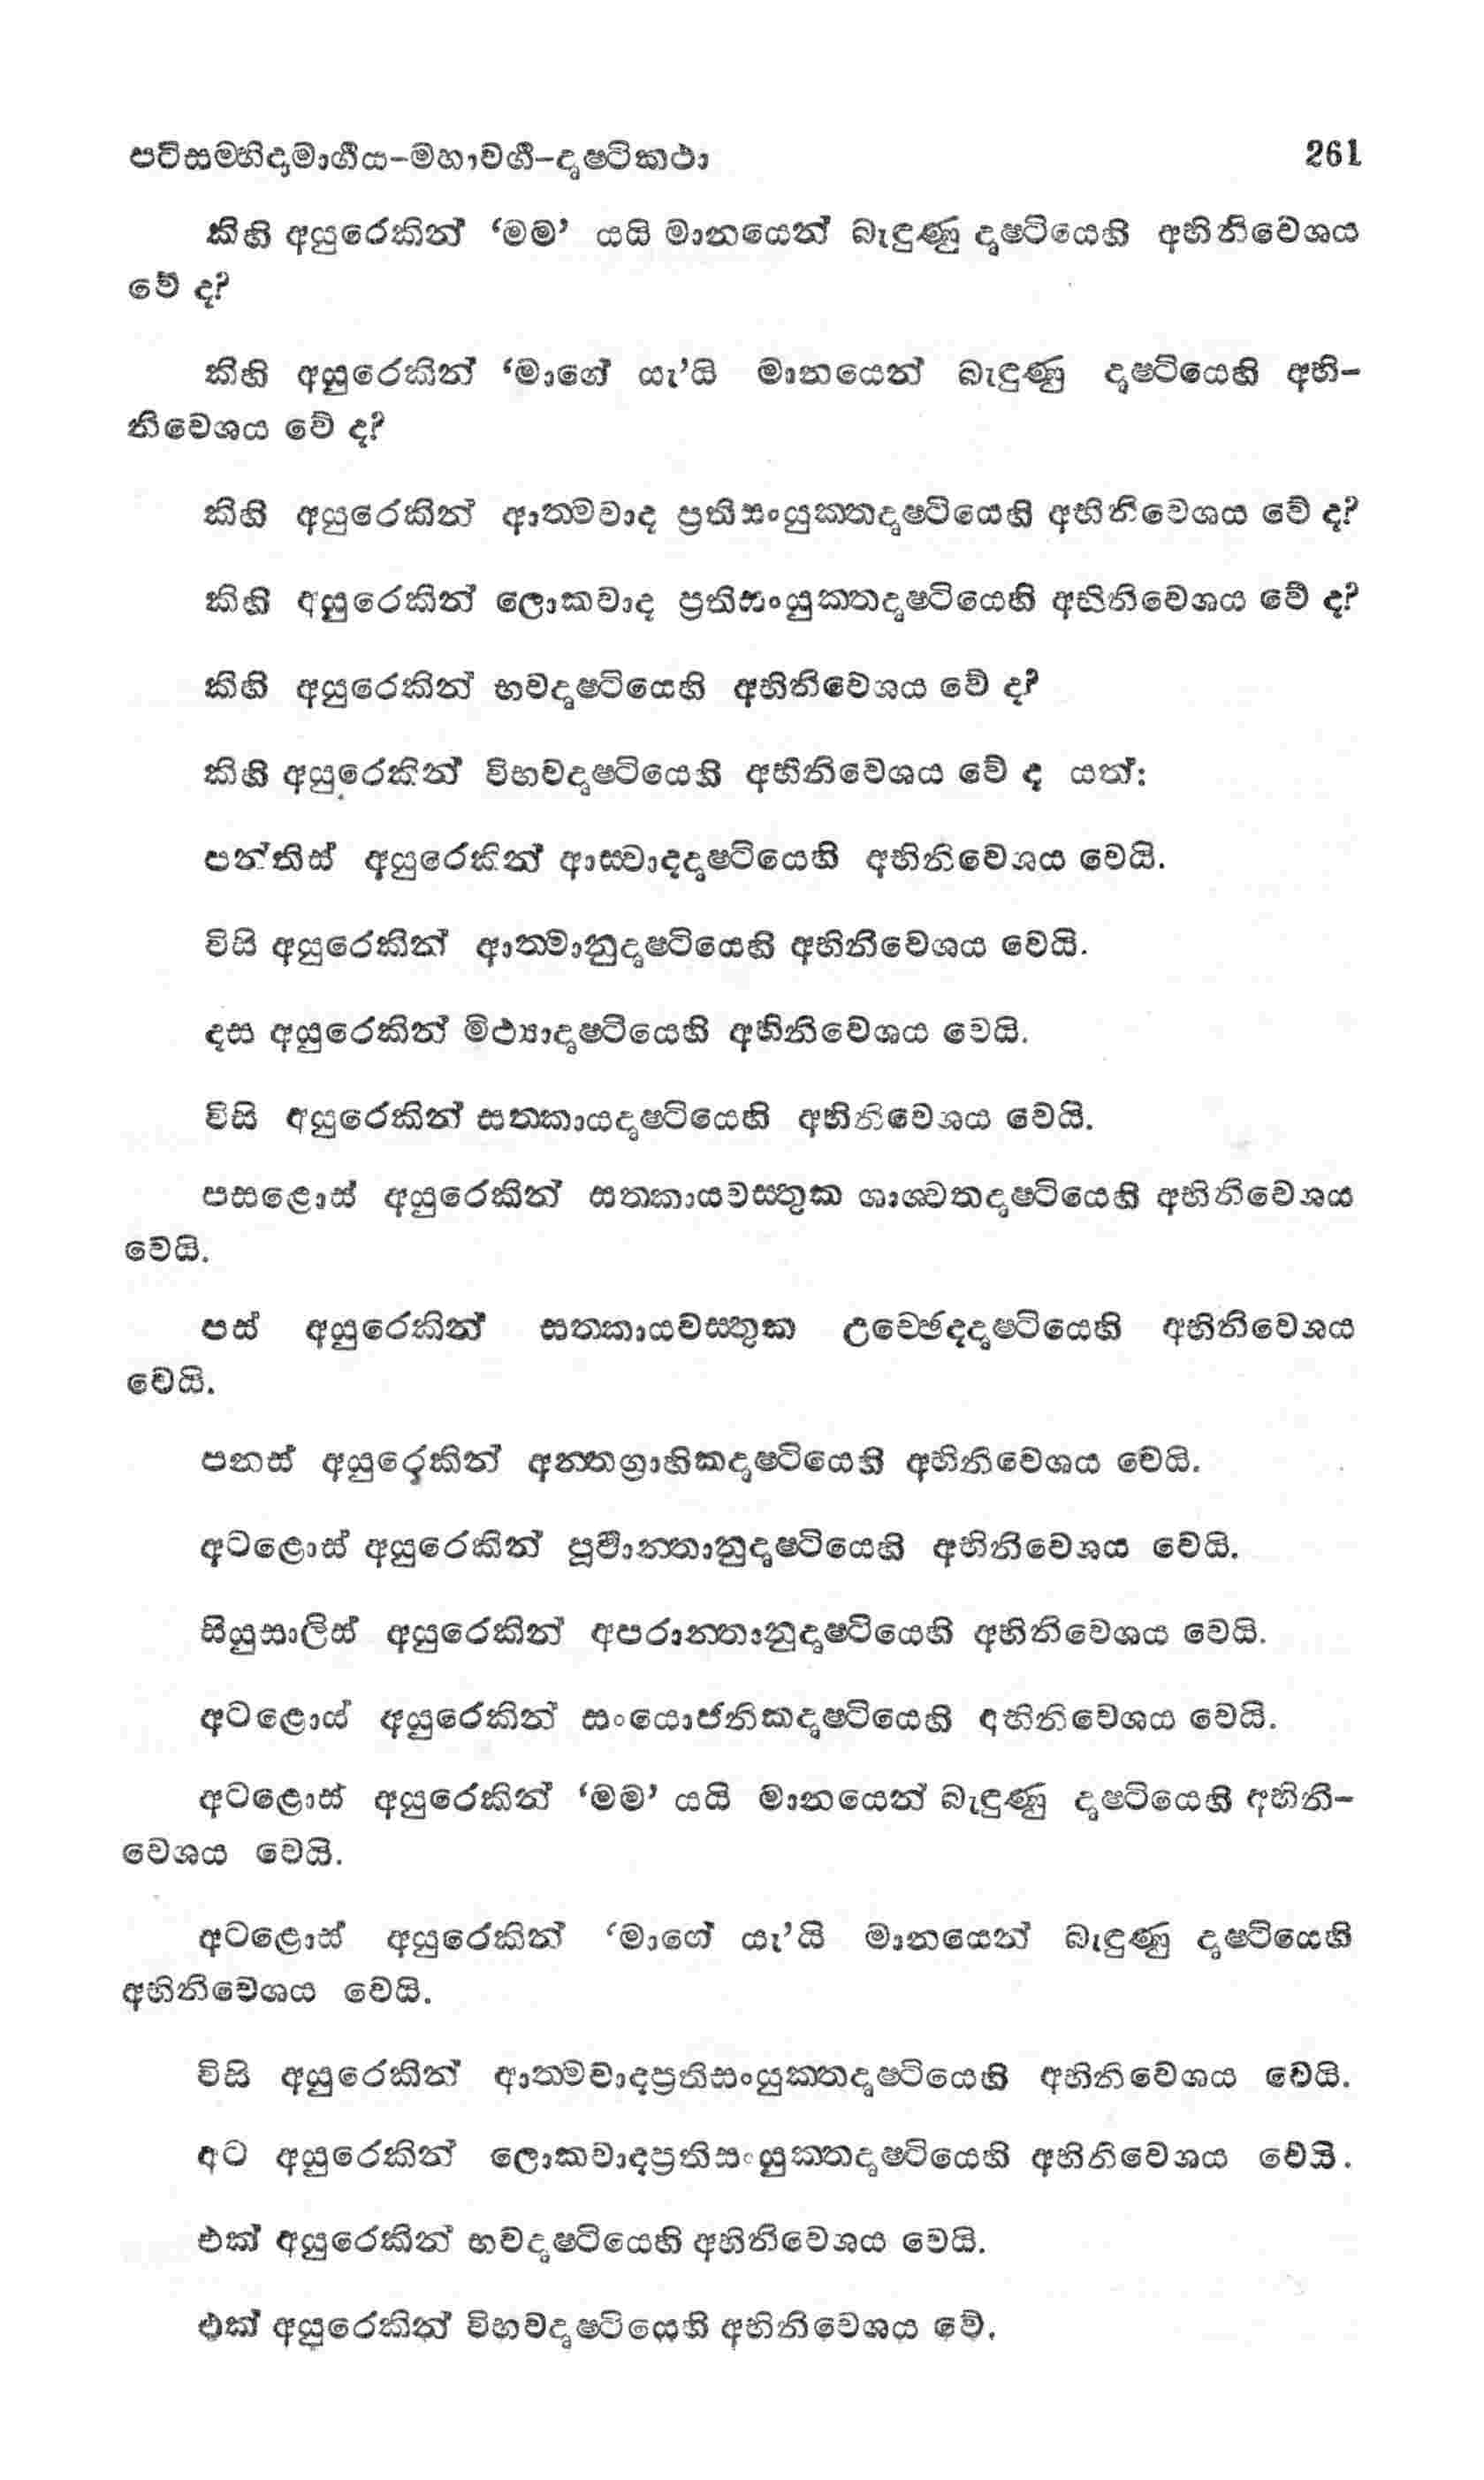 පටිසම්භිදාමාර්ගය-මහාවර්ග-දෘෂ්ටිකථා 261
කිහි අයුරෙකින් ‘මම’ යයි මානයෙන් බැඳුණු දෘෂ්ටියෙහි අභිනිවෙශය
වේ ද?
කිහි අයුරෙකින් ‘මාගේ යැ’යි මානයෙන් බැඳුණු දෘෂ්ටියෙහි අභි-
නිවෙශය වේ ද?
කිහි අයුරෙකින් ආත්මවාද ප්‍රතිසංයුක්තදෘෂ්ටියෙහි අභිනිවෙශය වේ ද?
කිහි අයුරෙකින් ලොකවාද ප්‍රතිසංයුක්තදෘෂ්ටියෙහි අභිනිවෙශය වේ ද?
කිහි අයුරෙකින් භවදෘෂ්ටියෙහි අභිනිවෙශය වේ ද?
කිහි අයුරෙකින් විභවදෘෂ්ටියෙහි අභිනිවෙශය වේ ද යත්:
පන්තිස් අයුරෙකින් ආස්වාදදෘෂ්ටියෙහි අභිනිවෙශය වෙයි.
විසි අයුරෙකින් ආත්මානුදෘෂ්ටියෙහි අභිනිවෙශය වෙයි.
දස අයුරෙකින් මිථ්‍යාදෘෂ්ටියෙහි අභිනිවෙශය වෙයි.
විසි අයුරෙකින් සත්කායදෘෂ්ටියෙහි අභිනිවෙශය වෙයි.
පසළොස් අයුරෙකින් සත්කායවස්තුක ශාශ්වතදෘෂ්ටියෙහි අභිනිවෙශය
වෙයි.
පස් අයුරෙකින් සත්කායවස්තුක උච්ඡෙදදෘෂ්ටියෙහි අභිනිවෙශය
වෙයි.
පනස් අයුරෙකින් අන්තග්‍රාහිකදෘෂ්ටියෙහි අභිනිවෙශය වෙයි.
අටළොස් අයුරෙකින් පූර්වාන්තානුදෘෂ්ටියෙහි අභිනිවෙශය වෙයි.
සියුසාලිස් අයුරෙකින් අපරාන්තානුදෘෂ්ටියෙහි අභිනිවෙශය වෙයි.
අටළොස් අයුරෙකින් සංයොජනිකදෘෂ්ටියෙහි අභිනිවෙශය වෙයි.
අටළොස් අයුරෙකින් ‘මම’ යයි මානයෙන් බැඳුණු දෘෂ්ටියෙහි අභිනි-
වෙශය වෙයි.
අටළොස් අයුරෙකින් ‘මාගේ යැ’යි මානයෙන් බැඳුණු දෘෂ්ටියෙහි
අභිනිවෙශය වෙයි.
විසි අයුරෙකින් ආත්මවාදප්‍රතිසංයුක්තදෘෂ්ටියෙහි අභිනිවෙශය වෙයි.
අට අයුරෙකින් ලොකවාදප්‍රතිසංයුක්තදෘෂ්ටියෙහි අභිනිවෙශය වෙයි.
එක් අයුරෙකින් භවදෘෂ්ටියෙහි අභිනිවෙශය වෙයි.
එක් අයුරෙකින් විභවදෘෂ්ටියෙහි අභිනිවෙශය වේ.